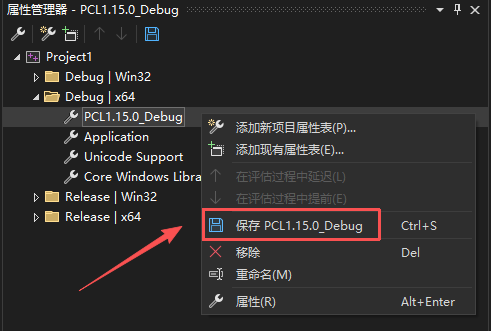 属性管理器 - PCL1.15.0_Debug
Project1
Debug | Win32
Debug | x64
PCL1.15.0_Debug
Application
Unicode Support
Core Windows Libra
Release | Win32
Release | x64
添加新项目属性表(P)...
添加现有属性表(E)...
在评估过程中延迟(L)
在评估过程中提前(E)
保存 PCL1.15.0_Debug Ctrl+S
移除 Del
重命名(M)
属性(R) Alt+Enter